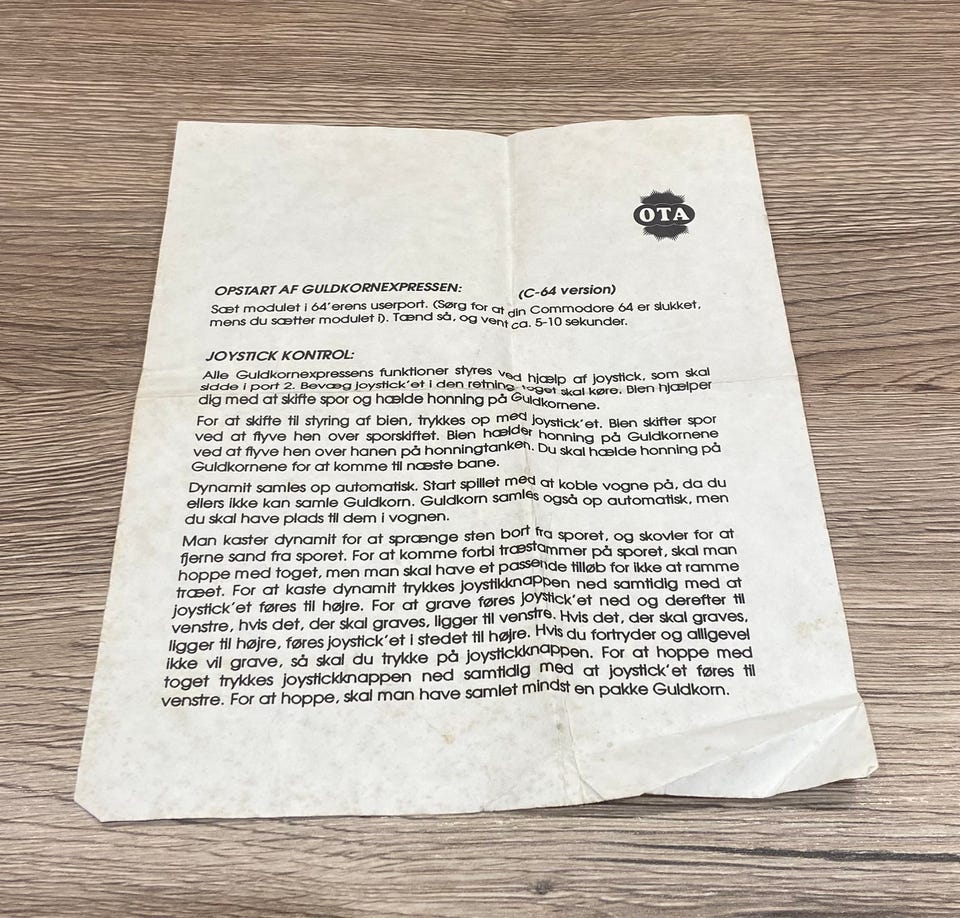 OTA
OPSTART AF GULDKORNEXPRESSEN: (C-64 version)
Sæt modulet i 64'erens userport. (Sørg for at din Commodore 64 er slukket,
mens du sætter modulet i). Tænd så, og vent ca. 5-10 sekunder.
JOYSTICK KONTROL:
Alle Guldkornexpressens funktioner styres ved hjælp af joystick, som skal
sidde i port 2. Bevæg joystick'et i den retning, toget skal køre. Bien hjælper
dig med at skifte spor og hælde honning på Guldkornene.
For at skifte til styring af bien, trykkes op med joystick'et. Bien skifter spor
ved at flyve hen over sporskiftet. Bien hælder honning på Guldkornene
ved at flyve hen over hanen på honningtanken. Du skal hælde honning på
Guldkornene for at komme til næste bane.
Dynamit samles op automatisk. Start spillet med at koble vogne på, da du
ellers ikke kan samle Guldkorn. Guldkorn samles også op automatisk, men
du skal have plads til dem i vognen.
Man kaster dynamit for at sprænge sten bort fra sporet, og skovler for at
fjerne sand fra sporet. For at komme forbi træstammer på sporet, skal man
hoppe med toget, men man skal have et passende tilløb for ikke at ramme
træet. For at kaste dynamit trykkes joystikknappen ned samtidig med at
joystick'et føres til højre. For at grave føres joystick'et ned og derefter til
venstre, hvis det, der skal graves, ligger til venstre. Hvis det, der skal graves,
ligger til højre, føres joystick'et i stedet til højre. Hvis du fortryder og alligevel
ikke vil grave, så skal du trykke på joystickknappen. For at hoppe med
toget trykkes joystickknappen ned samtidig med at joystick'et føres til
venstre. For at hoppe, skal man have samlet mindst en pakke Guldkorn.